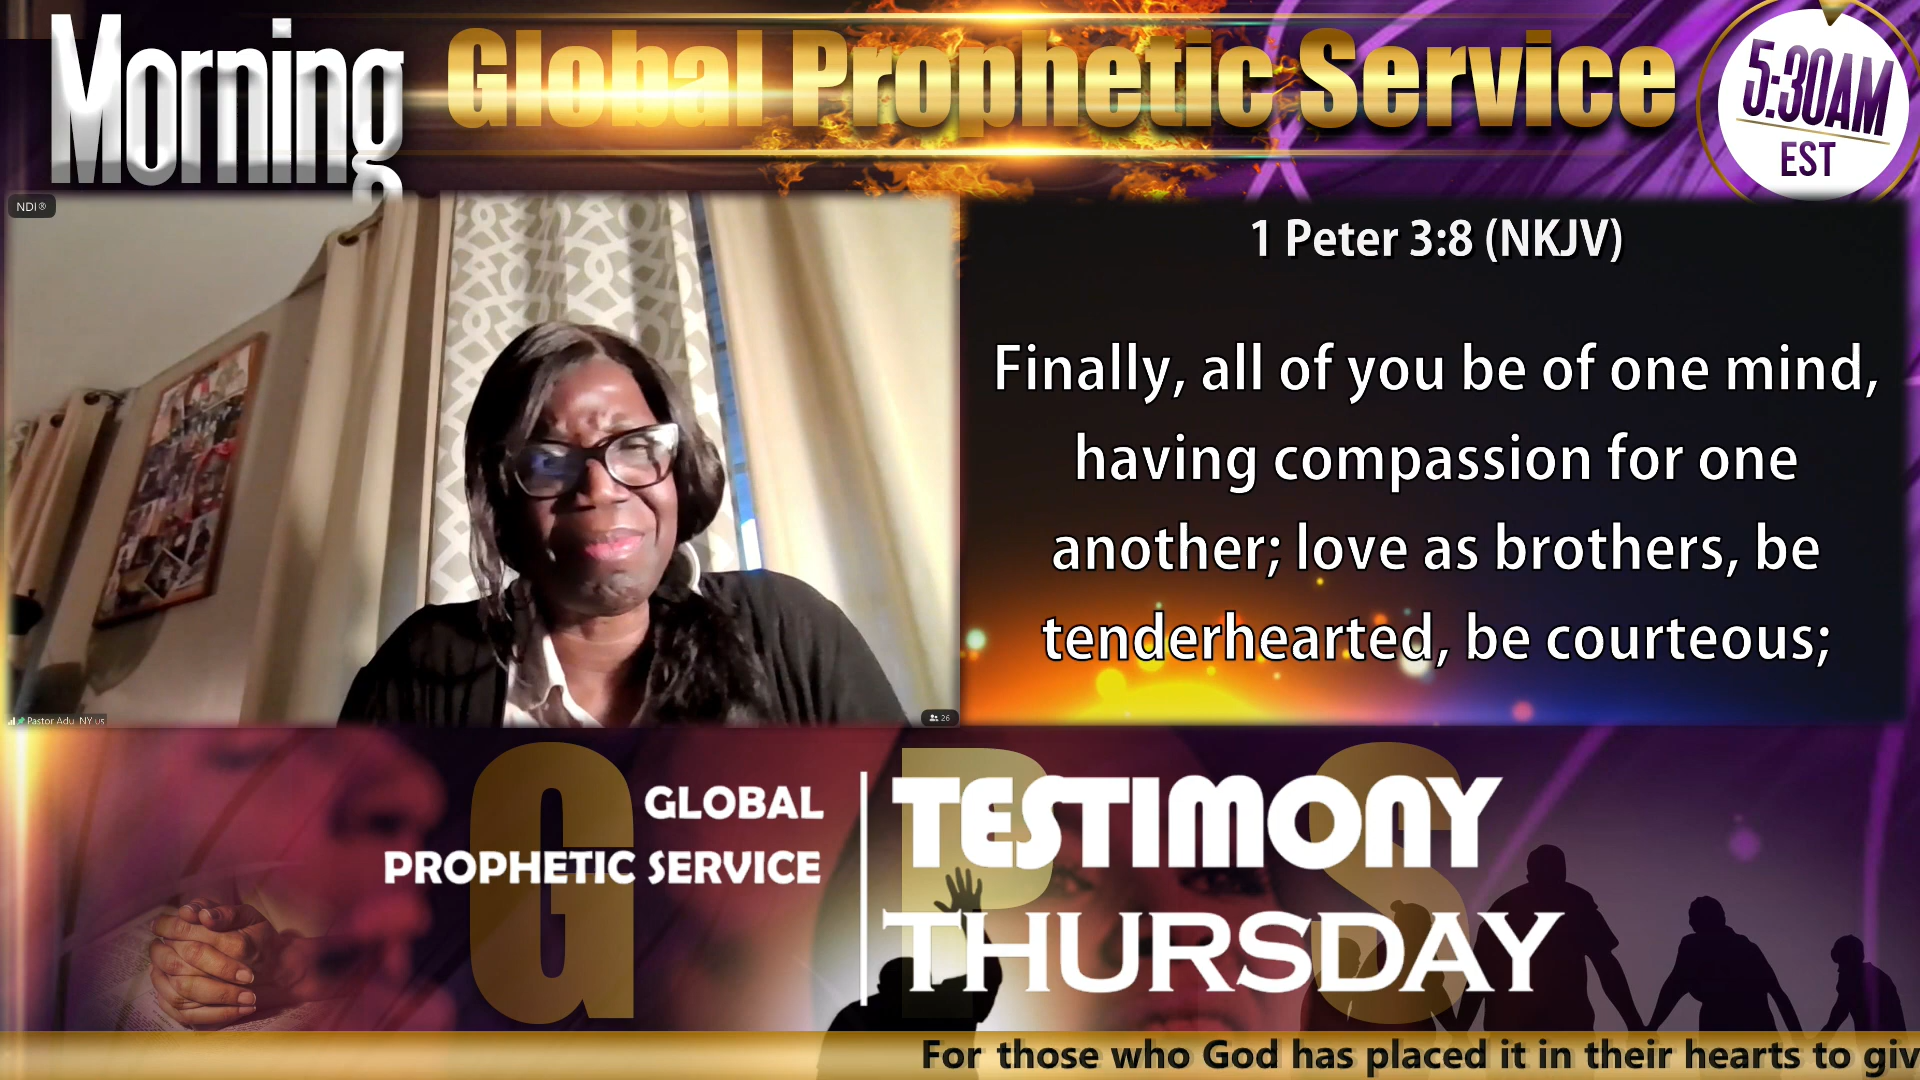 Morning
Global Prophetic Service
5:30AM
EST
NDI®
1 Peter 3:8 (NKJV)
Finally, all of you be of one mind,
having compassion for one
another; love as brothers, be
tenderhearted, be courteous;
Pastor Adu NY US
26
GPS
GLOBAL
PROPHETIC SERVICE
TESTIMONY
THURSDAY
For those who God has placed it in their hearts to giv